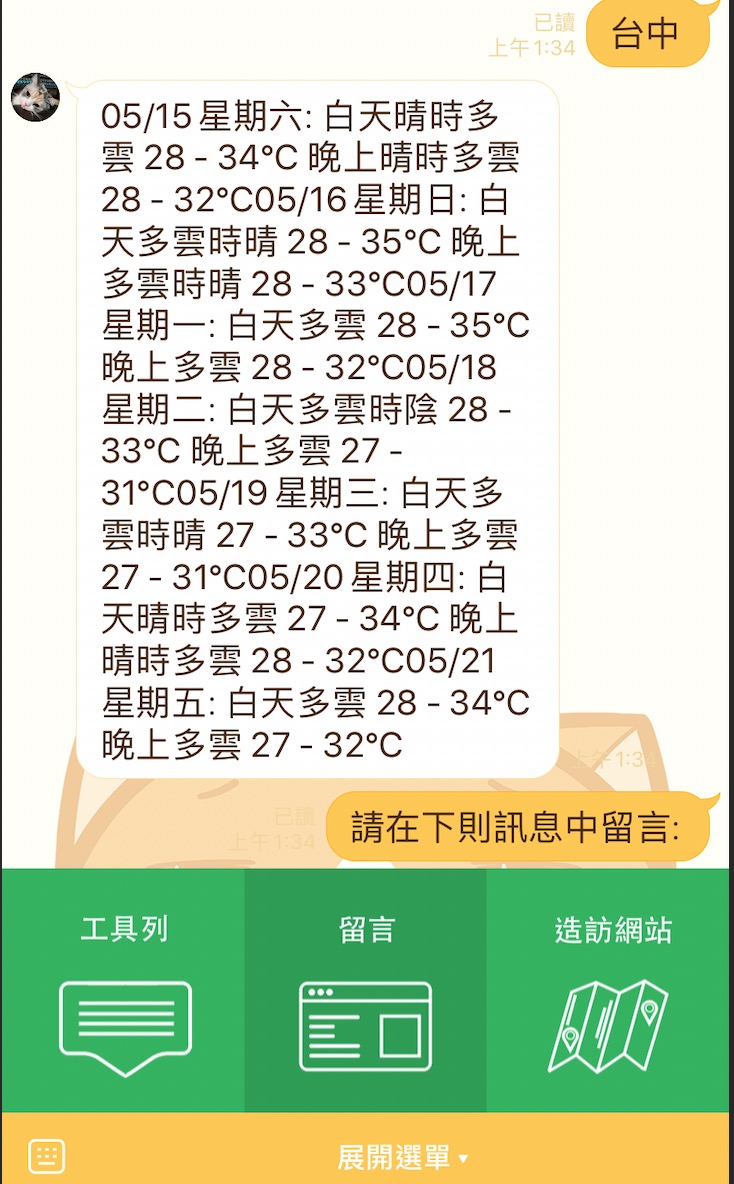 已讀
上午1:34
台中
05/15 星期六: 白天晴時多
雲 28 - 34°C 晚上晴時多雲
28 - 32°C05/16 星期日: 白
天多雲時晴 28 - 35°C 晚上
多雲時晴 28 - 33°C05/17
星期一: 白天多雲 28 - 35°C
晚上多雲 28 - 32°C05/18
星期二: 白天多雲時陰 28 -
33°C 晚上多雲 27 -
31°C05/19 星期三: 白天多
雲時晴 27 - 33°C 晚上多雲
27 - 31°C05/20 星期四: 白
天晴時多雲 27 - 34°C 晚上
晴時多雲 28 - 32°C05/21
星期五: 白天多雲 28 - 34°C
晚上多雲 27 - 32°C
上午1:34
已讀
上午1:34
請在下則訊息中留言:
工具列
留言
造訪網站
展開選單 ▾